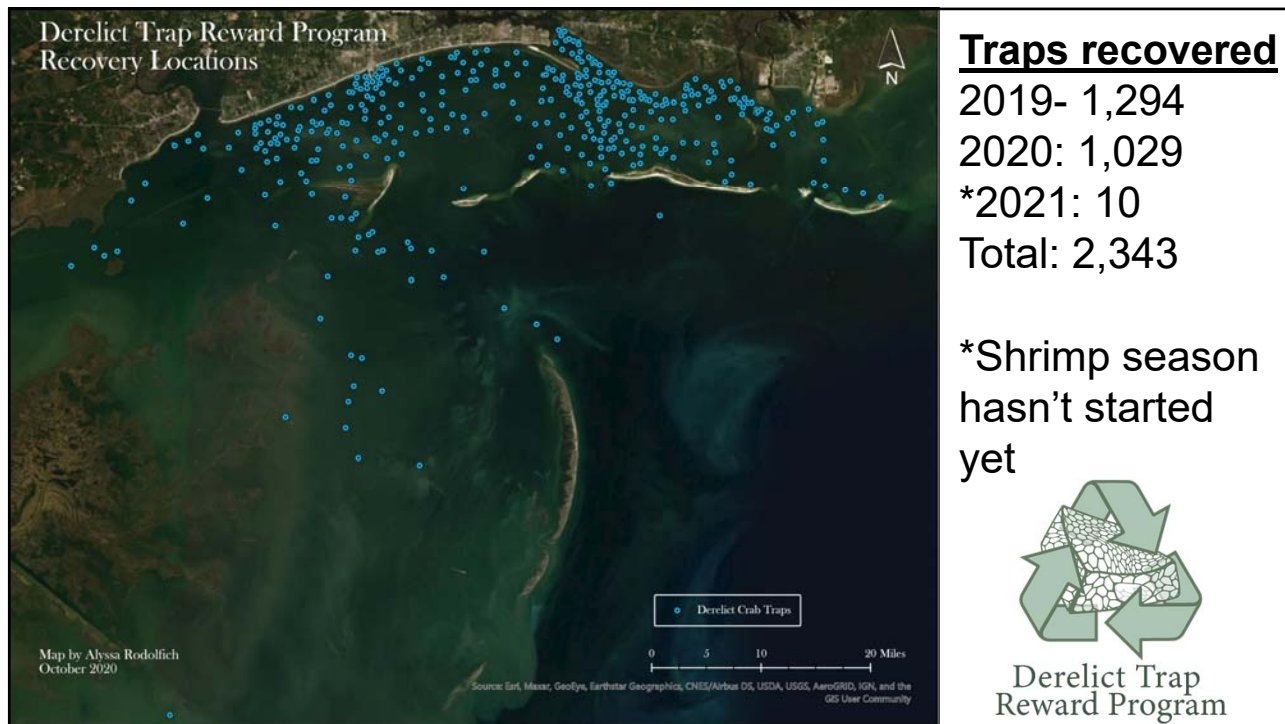 Derelict Trap Reward Program
Recovery Locations
N
Derelict Crab Traps
0 5 10 20 Miles
Map by Alyssa Rodolfich
October 2020
Source: Esri, Maxar, GeoEye, Earthstar Geographics, CNES/Airbus DS, USDA, USGS, AeroGRID, IGN, and the
GIS User Community
Traps recovered
2019- 1,294
2020: 1,029
*2021: 10
Total: 2,343
*Shrimp season
hasn’t started
yet
Derelict Trap
Reward Program